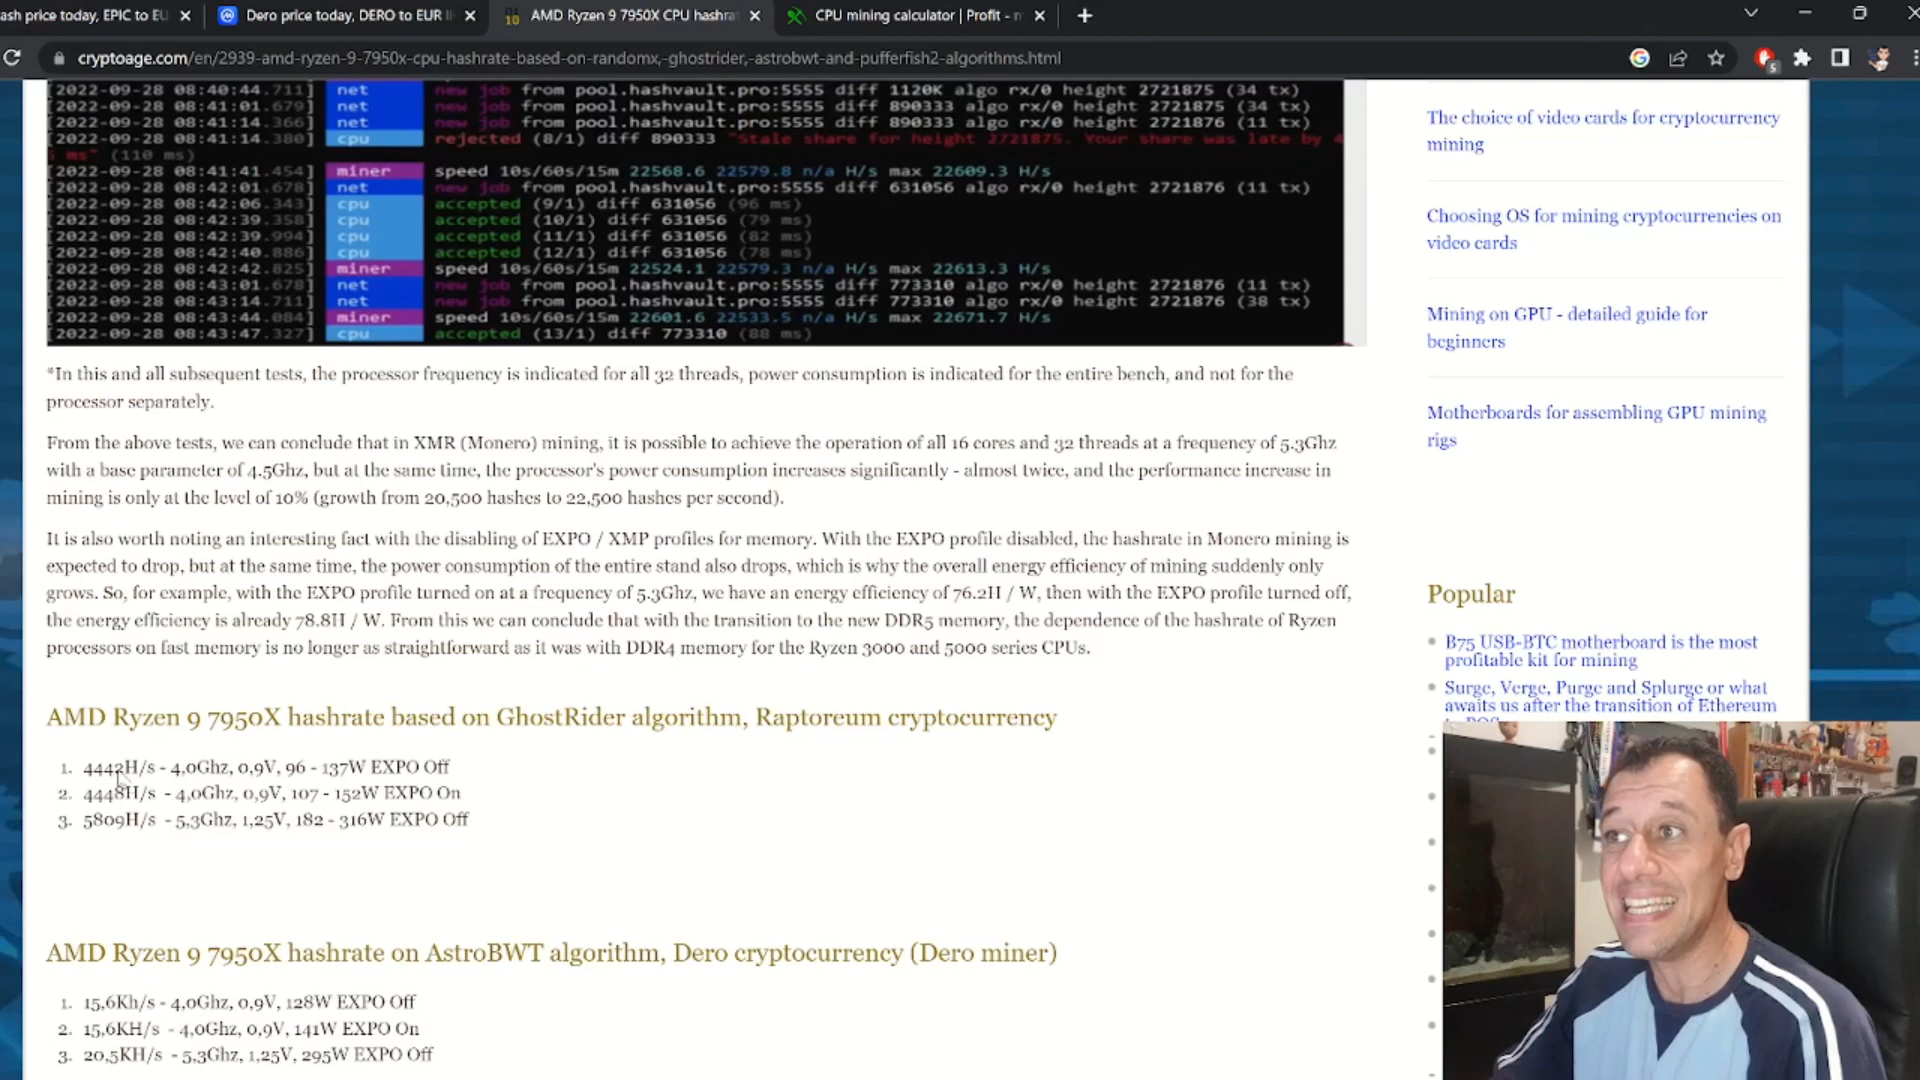 ash price today, EPIC to EU
Dero price today, DERO to EUR li
AMD Ryzen 9 7950X CPU hashra
CPU mining calculator | Profit - m
cryptoage.com/en/2939-amd-ryzen-9-7950x-cpu-hashrate-based-on-randomx,-ghostrider,-astrobwt-and-pufferfish2-algorithms.html
5
[2022-09-28 08:40:44.711] net new job from pool.hashvault.pro:5555 diff 1120K algo rx/0 height 2721875 (34 tx)
[2022-09-28 08:41:01.679] net new job from pool.hashvault.pro:5555 diff 890333 algo rx/0 height 2721875 (34 tx)
[2022-09-28 08:41:14.366] net new job from pool.hashvault.pro:5555 diff 890333 algo rx/0 height 2721876 (11 tx)
[2022-09-28 08:41:14.380] cpu rejected (8/1) diff 890333 "Stale share for height 2721875. Your share was late by 4
ms" (110 ms)
[2022-09-28 08:41:41.454] miner speed 10s/60s/15m 22568.6 22579.8 n/a H/s max 22609.3 H/s
[2022-09-28 08:42:01.678] net new job from pool.hashvault.pro:5555 diff 631056 algo rx/0 height 2721876 (11 tx)
[2022-09-28 08:42:06.343] cpu accepted (9/1) diff 631056 (96 ms)
[2022-09-28 08:42:39.358] cpu accepted (10/1) diff 631056 (79 ms)
[2022-09-28 08:42:39.994] cpu accepted (11/1) diff 631056 (82 ms)
[2022-09-28 08:42:40.886] cpu accepted (12/1) diff 631056 (78 ms)
[2022-09-28 08:42:42.825] miner speed 10s/60s/15m 22524.1 22579.3 n/a H/s max 22613.3 H/s
[2022-09-28 08:43:01.678] net new job from pool.hashvault.pro:5555 diff 773310 algo rx/0 height 2721876 (11 tx)
[2022-09-28 08:43:14.711] net new job from pool.hashvault.pro:5555 diff 773310 algo rx/0 height 2721876 (38 tx)
[2022-09-28 08:43:44.084] miner speed 10s/60s/15m 22601.6 22533.5 n/a H/s max 22671.7 H/s
[2022-09-28 08:43:47.327] cpu accepted (13/1) diff 773310 (88 ms)
*In this and all subsequent tests, the processor frequency is indicated for all 32 threads, power consumption is indicated for the entire bench, and not for the
processor separately.
From the above tests, we can conclude that in XMR (Monero) mining, it is possible to achieve the operation of all 16 cores and 32 threads at a frequency of 5.3Ghz
with a base parameter of 4.5Ghz, but at the same time, the processor's power consumption increases significantly - almost twice, and the performance increase in
mining is only at the level of 10% (growth from 20,500 hashes to 22,500 hashes per second).
It is also worth noting an interesting fact with the disabling of EXPO / XMP profiles for memory. With the EXPO profile disabled, the hashrate in Monero mining is
expected to drop, but at the same time, the power consumption of the entire stand also drops, which is why the overall energy efficiency of mining suddenly only
grows. So, for example, with the EXPO profile turned on at a frequency of 5.3Ghz, we have an energy efficiency of 76.2H / W, then with the EXPO profile turned off,
the energy efficiency is already 78.8H / W. From this we can conclude that with the transition to the new DDR5 memory, the dependence of the hashrate of Ryzen
processors on fast memory is no longer as straightforward as it was with DDR4 memory for the Ryzen 3000 and 5000 series CPUs.
AMD Ryzen 9 7950X hashrate based on GhostRider algorithm, Raptoreum cryptocurrency
1. 4442H/s - 4,0Ghz, 0,9V, 96 - 137W EXPO Off
2. 4448H/s - 4,0Ghz, 0,9V, 107 - 152W EXPO On
3. 5809H/s - 5,3Ghz, 1,25V, 182 - 316W EXPO Off
AMD Ryzen 9 7950X hashrate on AstroBWT algorithm, Dero cryptocurrency (Dero miner)
1. 15,6Kh/s - 4,0Ghz, 0,9V, 128W EXPO Off
2. 15,6KH/s - 4,0Ghz, 0,9V, 141W EXPO On
3. 20,5KH/s - 5,3Ghz, 1,25V, 295W EXPO Off
The choice of video cards for cryptocurrency
mining
Choosing OS for mining cryptocurrencies on
video cards
Mining on GPU - detailed guide for
beginners
Motherboards for assembling GPU mining
rigs
Popular
B75 USB-BTC motherboard is the most
profitable kit for mining
Surge, Verge, Purge and Splurge or what
awaits us after the transition of Ethereum